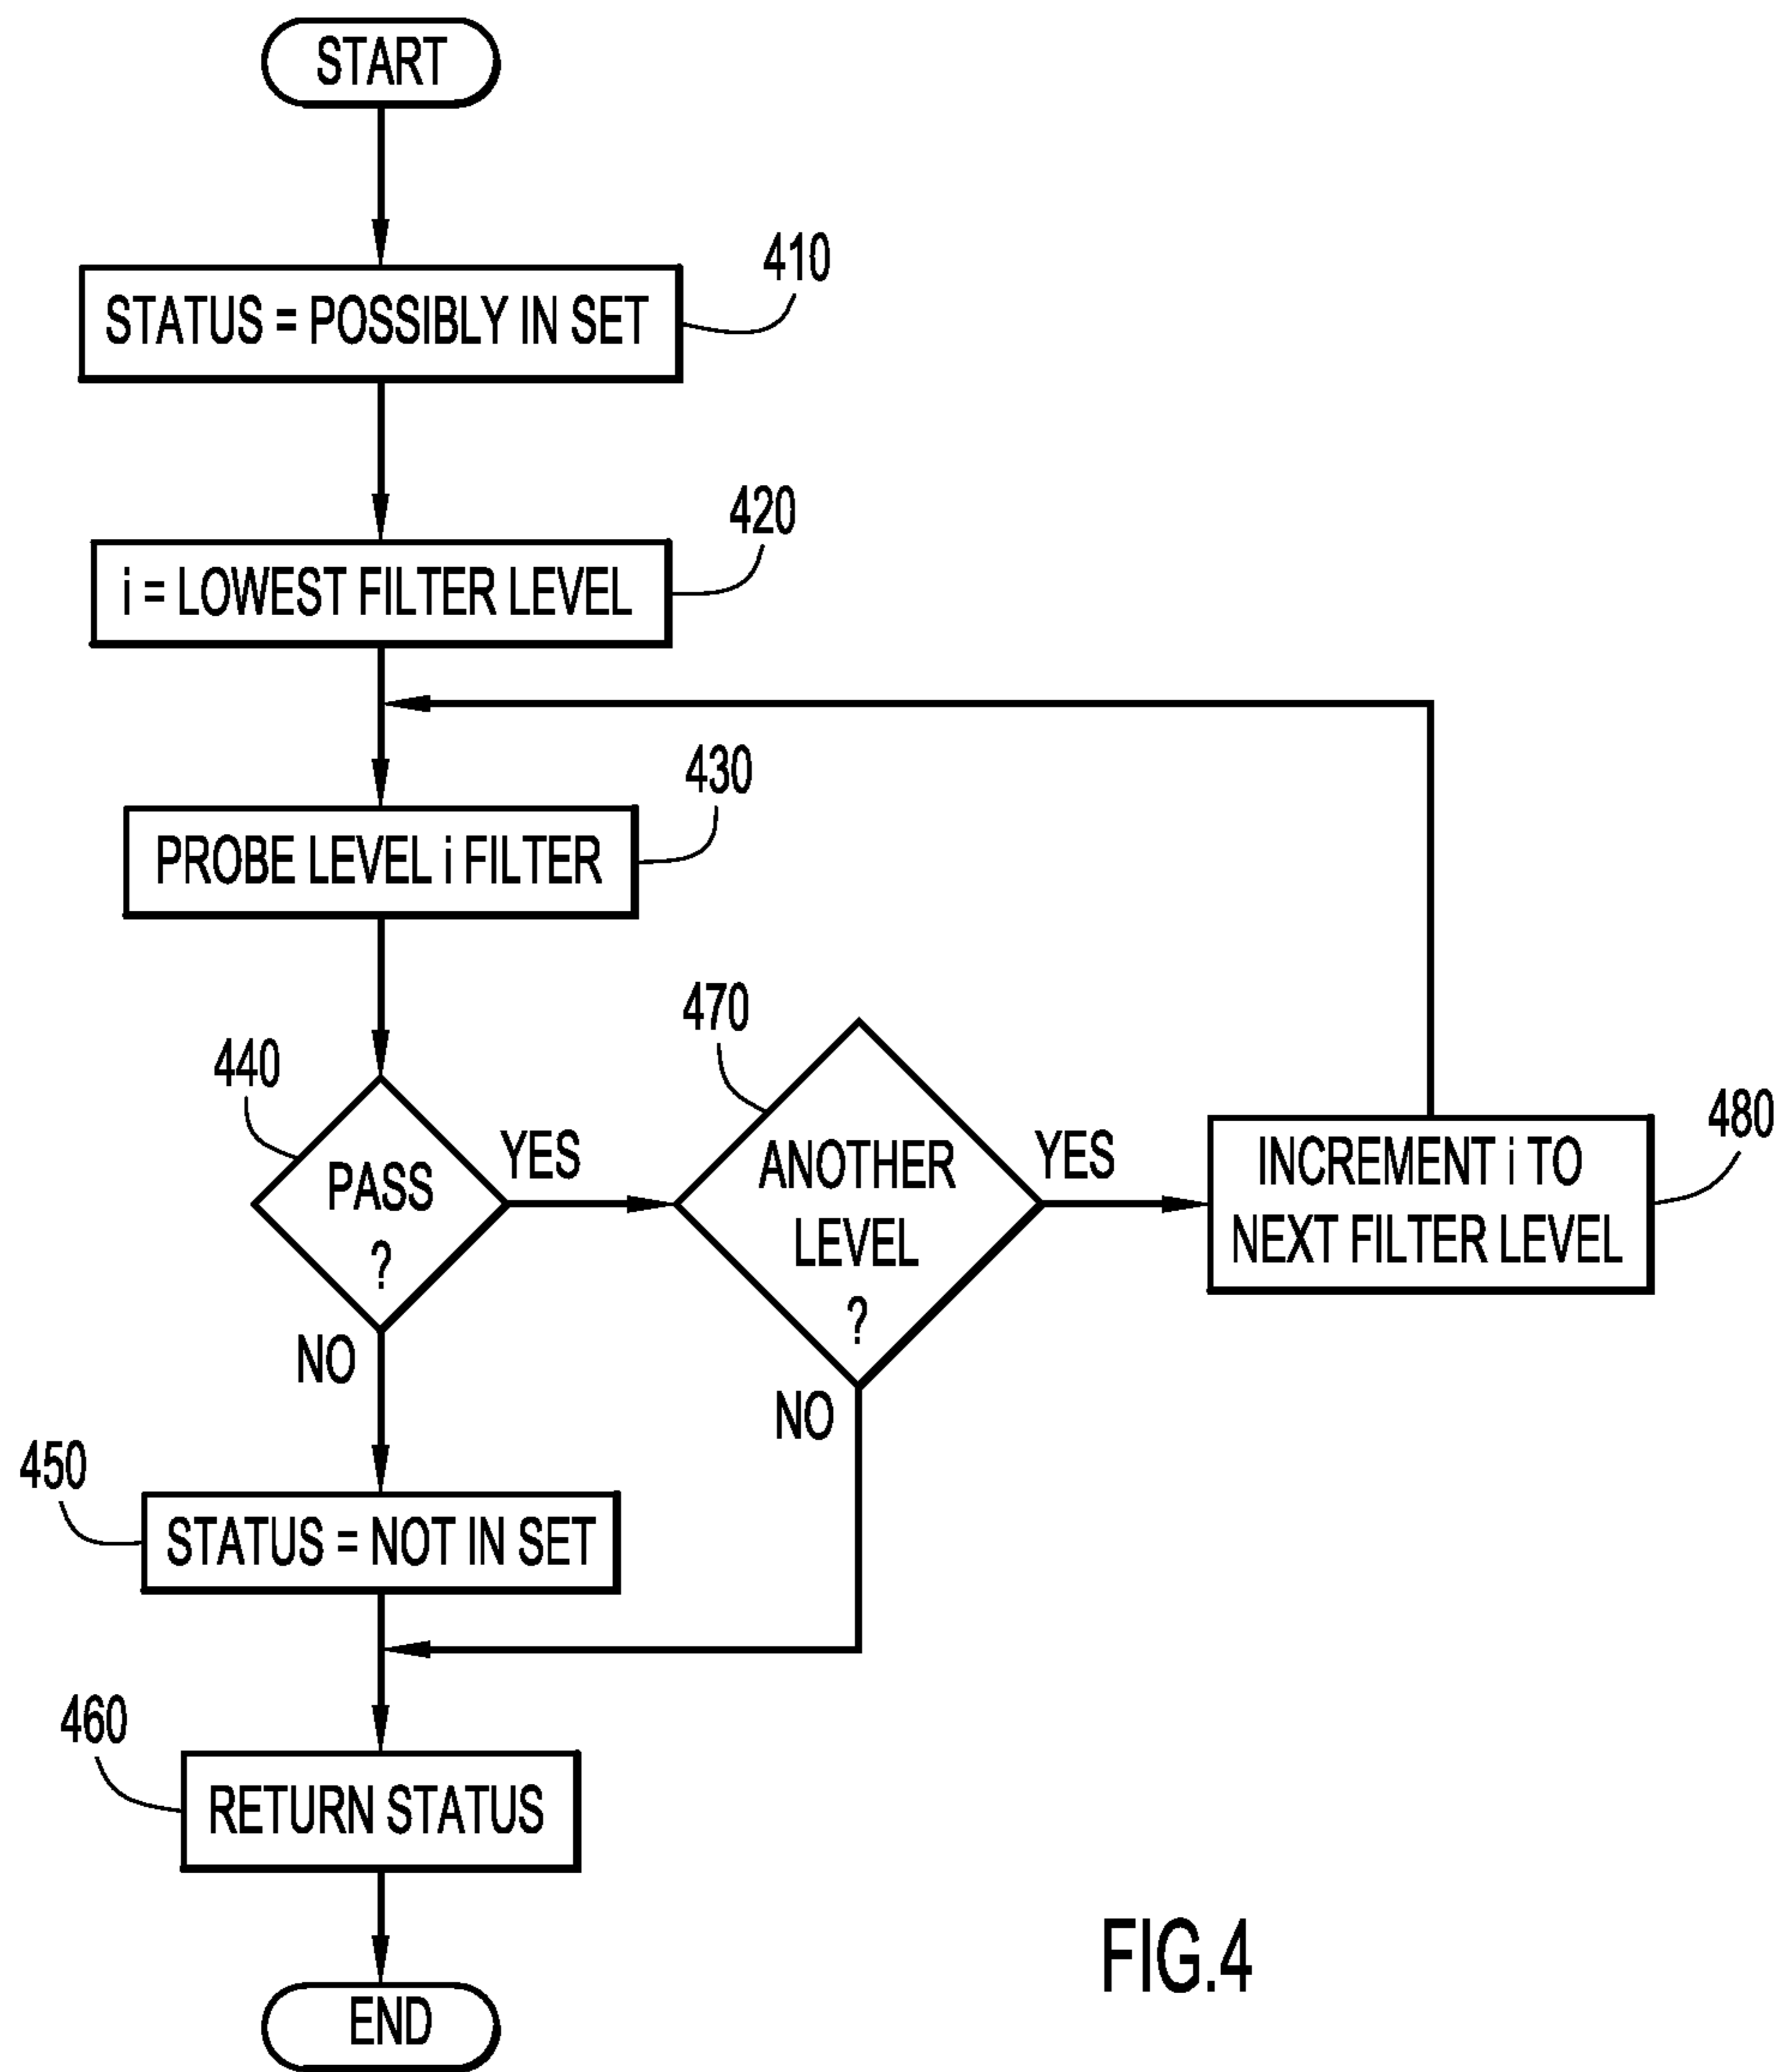 START
410
STATUS = POSSIBLY IN SET
420
i = LOWEST FILTER LEVEL
430
PROBE LEVEL i FILTER
440
PASS
?
YES
NO
470
ANOTHER
LEVEL
?
YES
NO
480
INCREMENT i TO
NEXT FILTER LEVEL
450
STATUS = NOT IN SET
460
RETURN STATUS
END
FIG.4